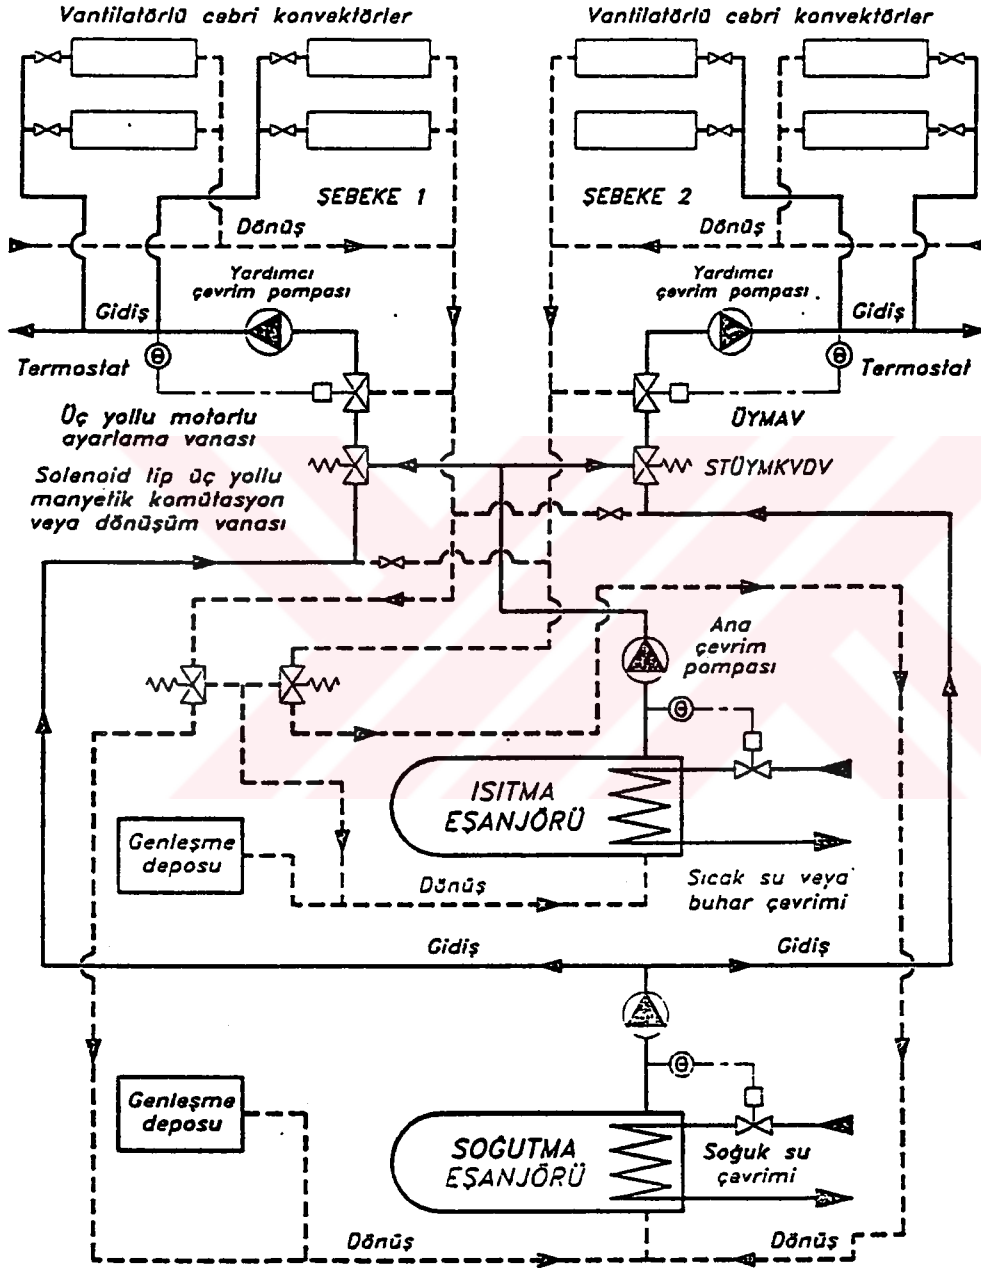 Vantilatörlü cebri konvektörler
Vantilatörlü cebri konvektörler
ŞEBEKE 1
ŞEBEKE 2
Dönüş
Dönüş
Yardımcı
çevrim pompası
Yardımcı
çevrim pompası
Gidiş
Gidiş
Termostat
Termostat
Üç yollu motorlu
ayarlama vanası
ÜYMAV
Solenoid tip üç yollu
manyetik komütasyon
veya dönüşüm vanası
STÜYMKVDV
Ana
çevrim
pompası
ISITMA
EŞANJÖRÜ
Genleşme
deposu
Dönüş
Sıcak su veya
buhar çevrimi
Gidiş
Gidiş
Genleşme
deposu
SOĞUTMA
EŞANJÖRÜ
Soğuk su
çevrimi
Dönüş
Dönüş